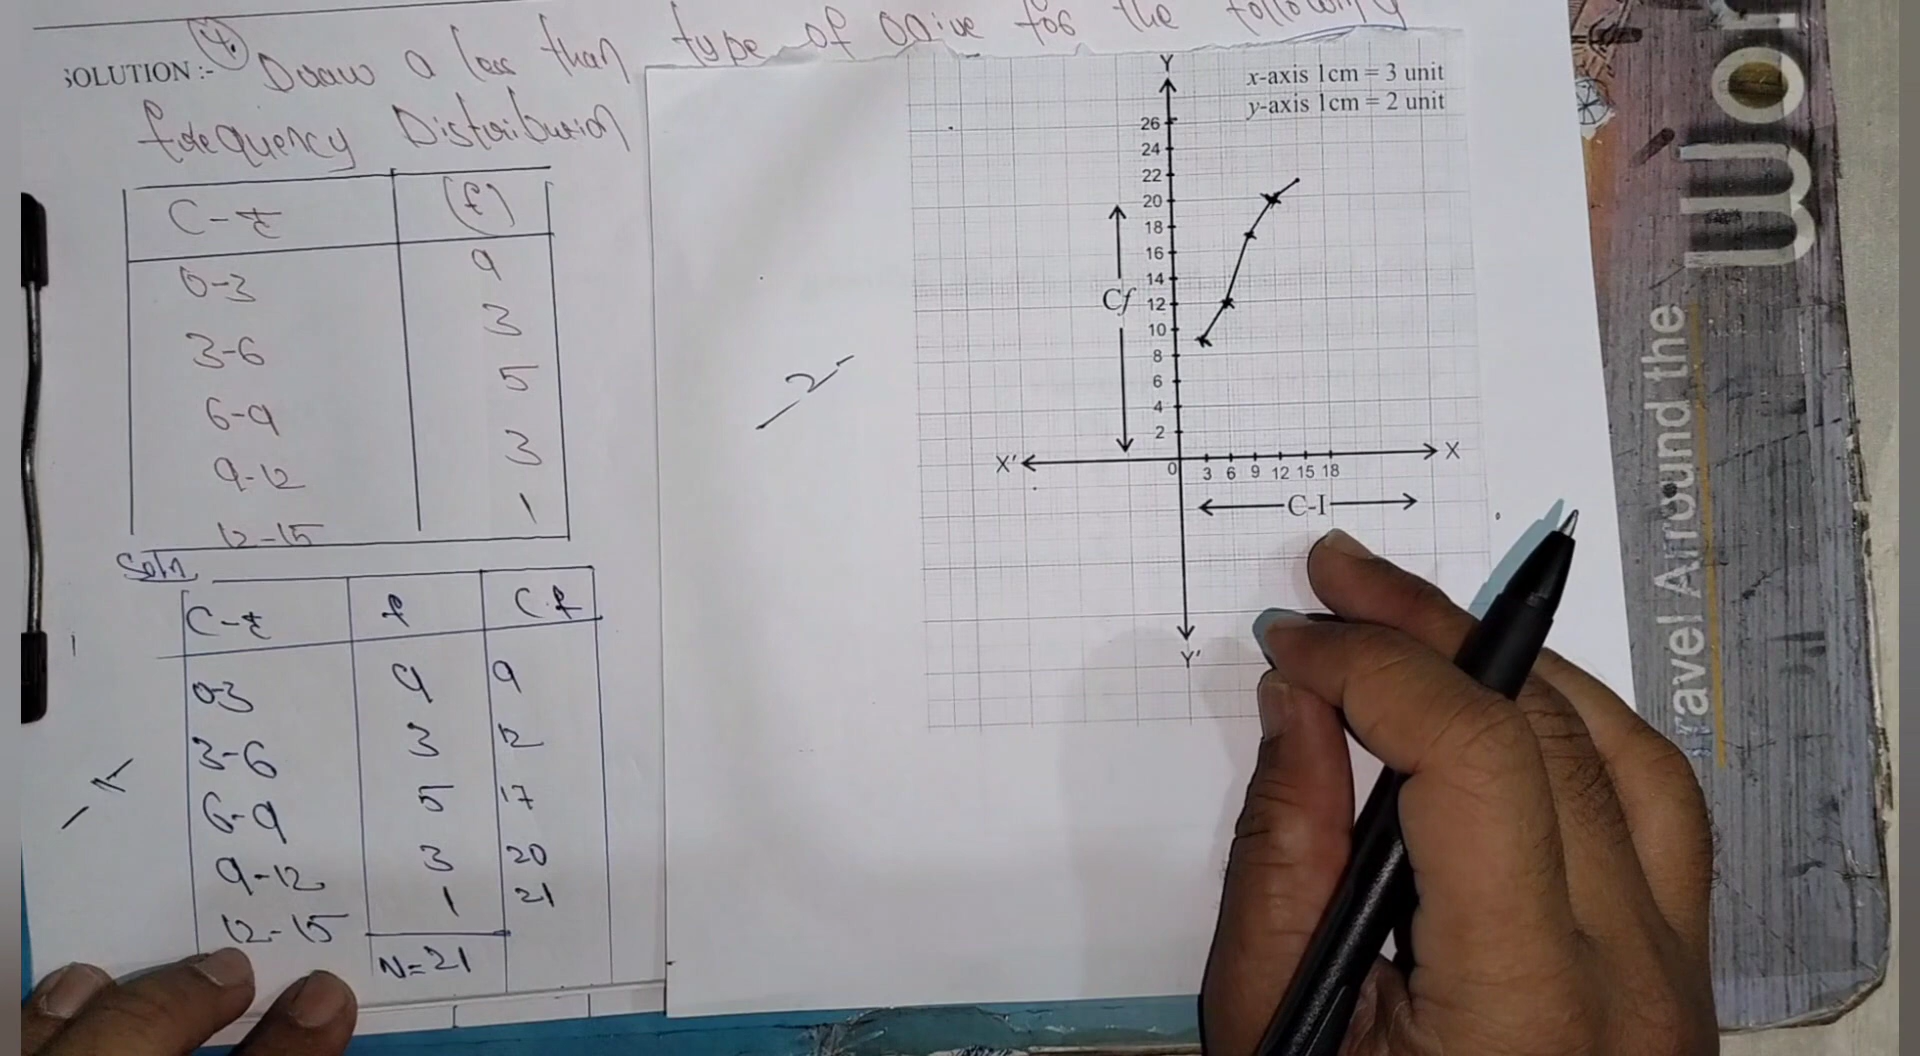 (4.) Draw a less than type of ogive for the following
SOLUTION :-
frequency Distribution
C-I (f)
0-3 9
3-6 3
6-9 5
9-12 3
12-15 1
Soln
C-I f C.f
0-3 9 9
3-6 3 12
6-9 5 17
9-12 3 20
12-15 1 21
N=21
2
Y
x-axis 1cm = 3 unit
y-axis 1cm = 2 unit
26
24
22
20
18
16
14
Cf 12
10
8
6
4
2
X' 0 3 6 9 12 15 18 X
C-I
Y'
Travel Around the
Wor